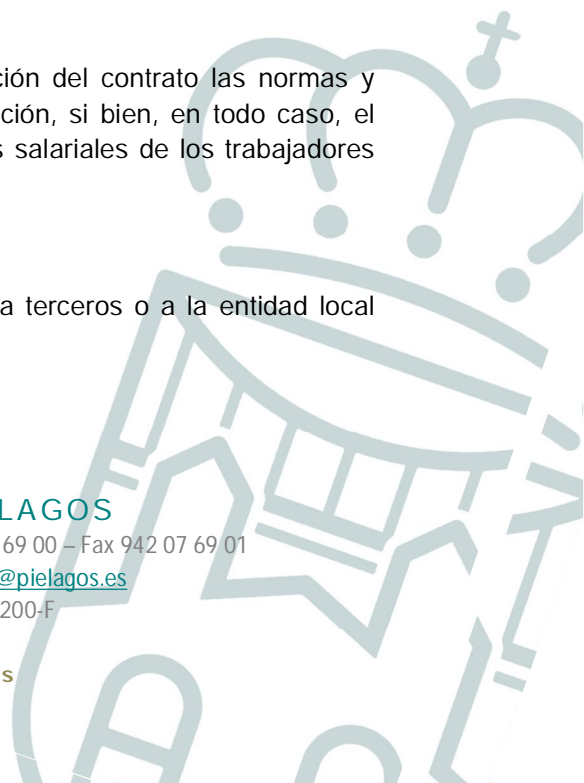 ción del contrato las normas y
ción, si bien, en todo caso, el
s salariales de los trabajadores
a terceros o a la entidad local
LAGOS
69 00 – Fax 942 07 69 01
@pielagos.es
200-F
s